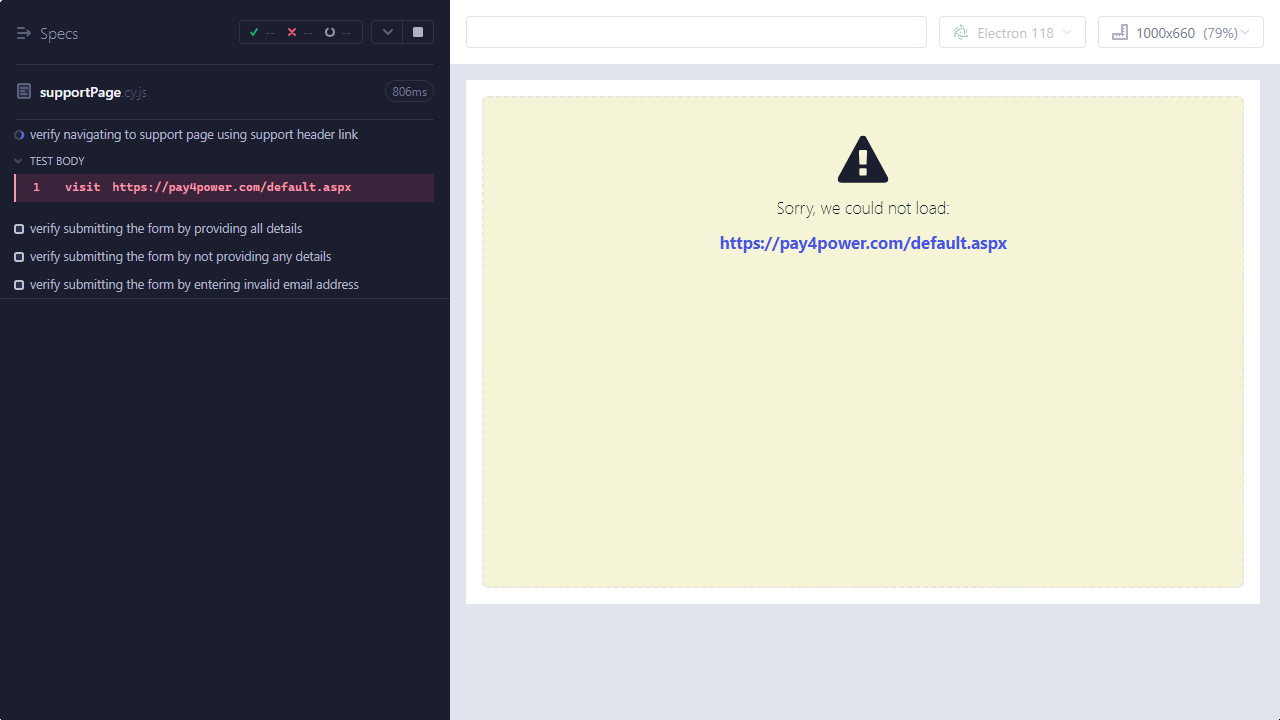 Specs
--
--
--
supportPage.cy.js
806ms
verify navigating to support page using support header link
TEST BODY
1 visit https://pay4power.com/default.aspx
verify submitting the form by providing all details
verify submitting the form by not providing any details
verify submitting the form by entering invalid email address
Electron 118
1000x660 (79%)
Sorry, we could not load:
https://pay4power.com/default.aspx